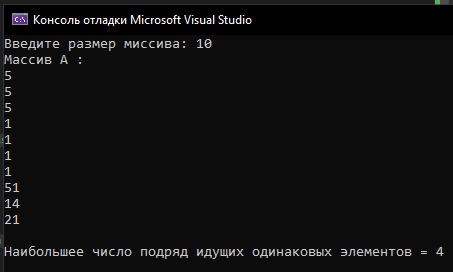 Консоль отладки Microsoft Visual Studio
Введите размер миссива: 10
Массив A :
5
5
5
1
1
1
1
51
14
21
Наибольшее число подряд идущих одинаковых элементов = 4